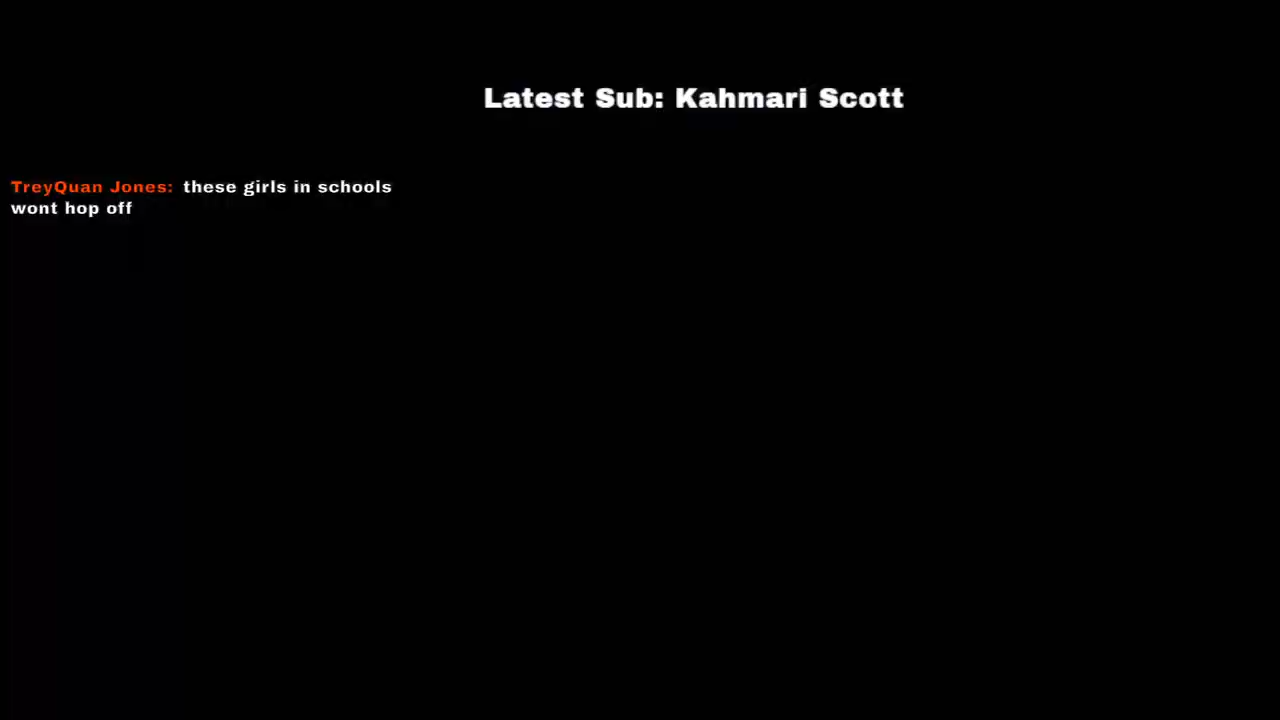 Latest Sub: Kahmari Scott
TreyQuan Jones: these girls in schools
wont hop off